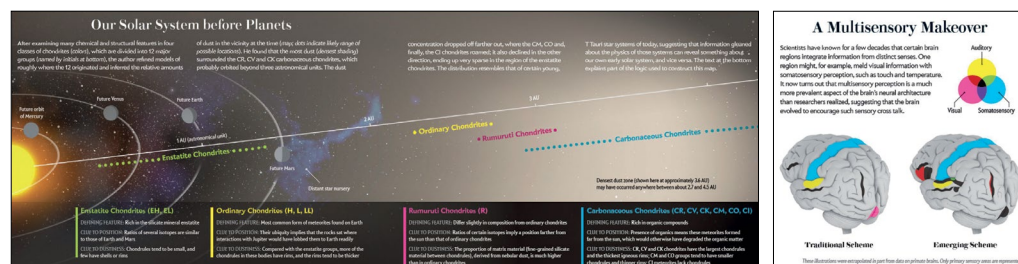 Our Solar System before Planets
After examining many chemical and structural features in four
classes of chondrites (colors), which are divided into 12 major
groups (named by initials at bottom), the author refined models of
roughly where the 12 originated and inferred the relative amounts
of dust in the vicinity at the time (map; dots indicate likely range of
possible locations). He found that the most dust (densest shading)
surrounded the CR, CV and CK carbonaceous chondrites, which
probably orbited beyond three astronomical units. The dust
concentration dropped off farther out, where the CM, CO and,
finally, the CI chondrites roamed; it also declined in the other
direction, ending up very sparse in the region of the enstatite
chondrites. The distribution resembles that of certain young,
T Tauri star systems of today, suggesting that information gleaned
about the physics of those systems can reveal something about
our own early solar system, and vice versa. The text at the bottom
explains part of the logic used to construct this map.
Future orbit
of Mercury
Future Venus
Future Earth
1 AU (astronomical unit)
Enstatite Chondrites
Future Mars
Distant star nursery
2 AU
Ordinary Chondrites
Rumuruti Chondrites
3 AU
Carbonaceous Chondrites
Densest dust zone (shown here at approximately 3.6 AU)
may have occurred anywhere between about 2.7 and 4.5 AU
Enstatite Chondrites (EH, EL)
DEFINING FEATURE: Rich in the silicate mineral enstatite
CLUE TO POSITION: Ratios of several isotopes are similar
to those of Earth and Mars
CLUE TO DUSTINESS: Chondrules tend to be small, and
few have shells or rims
Ordinary Chondrites (H, L, LL)
DEFINING FEATURE: Most common form of meteorites found on Earth
CLUE TO POSITION: Their ubiquity implies that the rocks sat where
interactions with Jupiter would have lobbed them to Earth readily
CLUE TO DUSTINESS: Compared with the enstatite groups, more of the
chondrules in these bodies have rims, and the rims tend to be thicker
Rumuruti Chondrites (R)
DEFINING FEATURE: Differ slightly in composition from ordinary chondrites
CLUE TO POSITION: Ratios of certain isotopes imply a position farther from
the sun than that of ordinary chondrites
CLUE TO DUSTINESS: The proportion of matrix material (fine-grained silicate
material between chondrules), derived from nebular dust, is much higher
than in ordinary chondrites
Carbonaceous Chondrites (CR, CV, CK, CM, CO, CI)
DEFINING FEATURE: Rich in organic compounds
CLUE TO POSITION: Presence of organics means these meteorites formed
far from the sun, which would otherwise have degraded the organic matter
CLUE TO DUSTINESS: CR, CV and CK chondrites have the largest chondrules
and the thickest igneous rims; CM and CO groups tend to have smaller
chondrules and thinner rims; CI meteorites lack chondrules
A Multisensory Makeover
Scientists have known for a few decades that certain brain
regions integrate information from distinct senses. One
region might, for example, meld visual information with
somatosensory perception, such as touch and temperature.
It now turns out that multisensory perception is a much
more prevalent aspect of the brain's neural architecture
than researchers realized, suggesting that the brain
evolved to encourage such sensory cross talk.
Auditory
Visual
Somatosensory
Traditional Scheme
Emerging Scheme
These illustrations were extrapolated in part from data on primate brains. Only primary sensory areas are represente